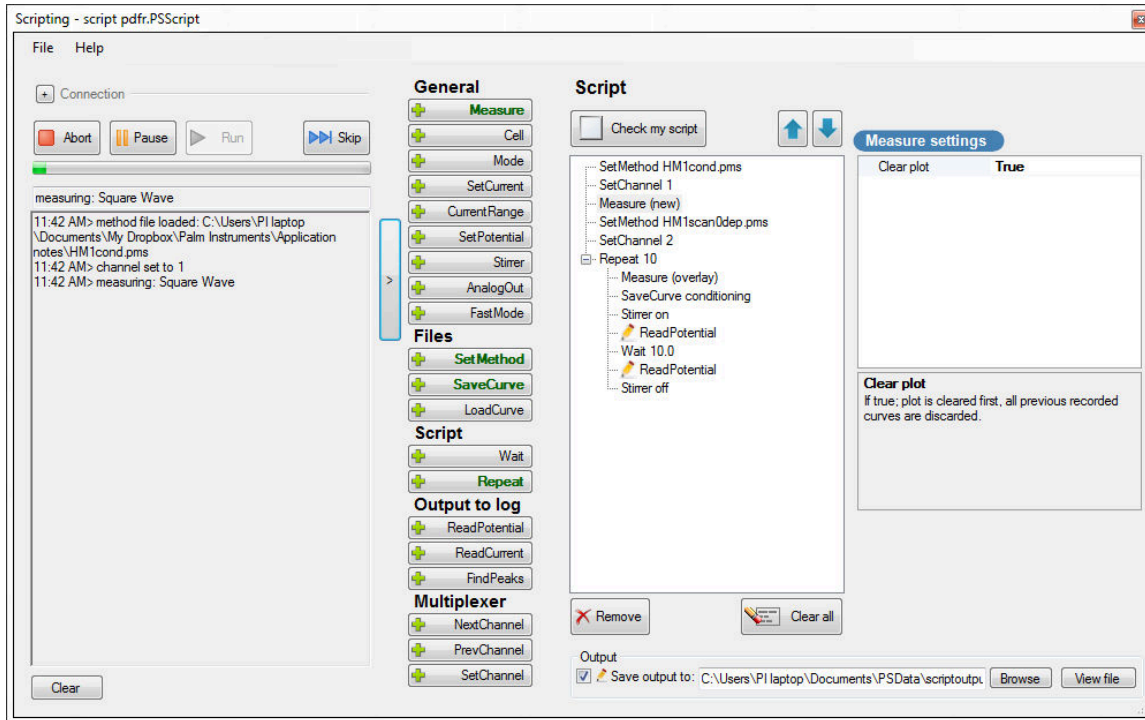 Scripting - script pdfr.PSScript
File Help
+ Connection
Abort Pause Run Skip
measuring: Square Wave
11:42 AM> method file loaded: C:\Users\PI laptop
\Documents\My Dropbox\Palm Instruments\Application
notes\HM1cond.pms
11:42 AM> channel set to 1
11:42 AM> measuring: Square Wave
Clear
>
General
Measure
Cell
Mode
SetCurrent
CurrentRange
SetPotential
Stirrer
AnalogOut
FastMode
Files
SetMethod
SaveCurve
LoadCurve
Script
Wait
Repeat
Output to log
ReadPotential
ReadCurrent
FindPeaks
Multiplexer
NextChannel
PrevChannel
SetChannel
Script
Check my script
SetMethod HM1cond.pms
SetChannel 1
Measure (new)
SetMethod HM1scan0dep.pms
SetChannel 2
Repeat 10
Measure (overlay)
SaveCurve conditioning
Stirrer on
ReadPotential
Wait 10.0
ReadPotential
Stirrer off
Remove Clear all
Measure settings
Clear plot True
Clear plot
If true; plot is cleared first, all previous recorded
curves are discarded.
Output
Save output to: C:\Users\PI laptop\Documents\PSData\scriptoutpu Browse View file